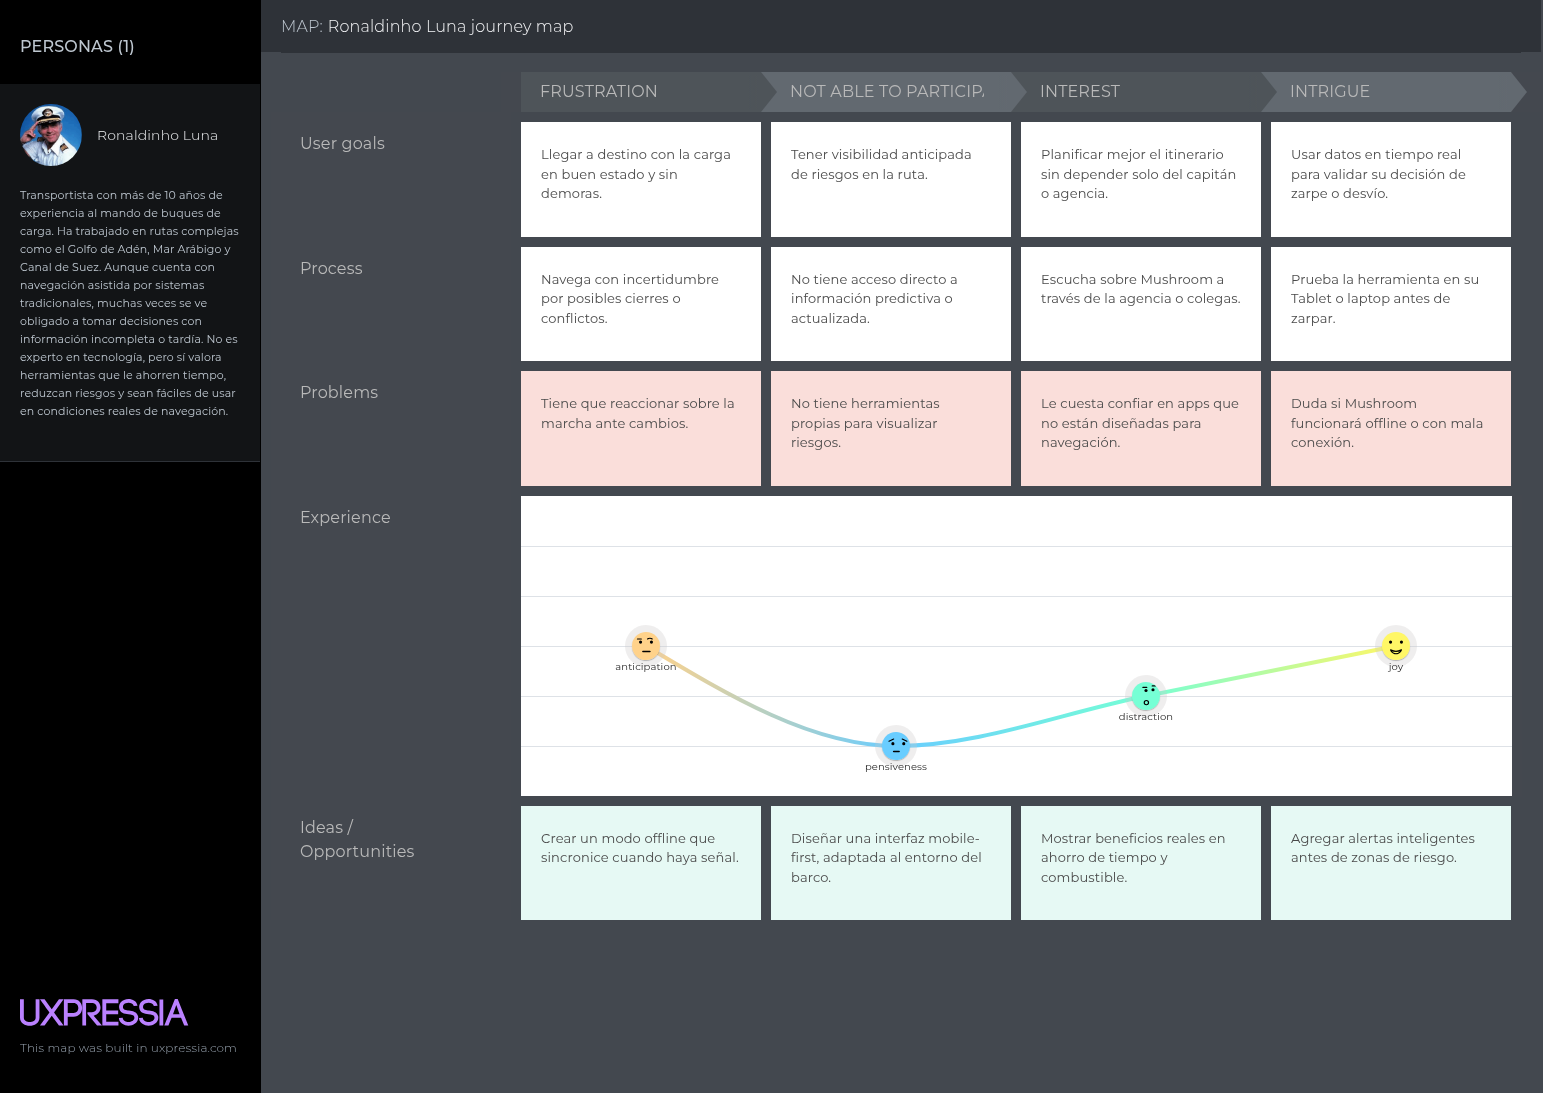 PERSONAS (1)
Ronaldinho Luna
Transportista con más de 10 años de
experiencia al mando de buques de
carga. Ha trabajado en rutas complejas
como el Golfo de Adén, Mar Arábigo y
Canal de Suez. Aunque cuenta con
navegación asistida por sistemas
tradicionales, muchas veces se ve
obligado a tomar decisiones con
información incompleta o tardía. No es
experto en tecnología, pero sí valora
herramientas que le ahorren tiempo,
reduzcan riesgos y sean fáciles de usar
en condiciones reales de navegación.
UXPRESSIA
This map was built in uxpressia.com
MAP: Ronaldinho Luna journey map
FRUSTRATION
NOT ABLE TO PARTICIP
INTEREST
INTRIGUE
User goals
Llegar a destino con la carga
en buen estado y sin
demoras.
Tener visibilidad anticipada
de riesgos en la ruta.
Planificar mejor el itinerario
sin depender solo del capitán
o agencia.
Usar datos en tiempo real
para validar su decisión de
zarpe o desvío.
Process
Navega con incertidumbre
por posibles cierres o
conflictos.
No tiene acceso directo a
información predictiva o
actualizada.
Escucha sobre Mushroom a
través de la agencia o colegas.
Prueba la herramienta en su
Tablet o laptop antes de
zarpar.
Problems
Tiene que reaccionar sobre la
marcha ante cambios.
No tiene herramientas
propias para visualizar
riesgos.
Le cuesta confiar en apps que
no están diseñadas para
navegación.
Duda si Mushroom
funcionará offline o con mala
conexión.
Experience
anticipation
pensiveness
distraction
joy
Ideas /
Opportunities
Crear un modo offline que
sincronice cuando haya señal.
Diseñar una interfaz mobile-
first, adaptada al entorno del
barco.
Mostrar beneficios reales en
ahorro de tiempo y
combustible.
Agregar alertas inteligentes
antes de zonas de riesgo.